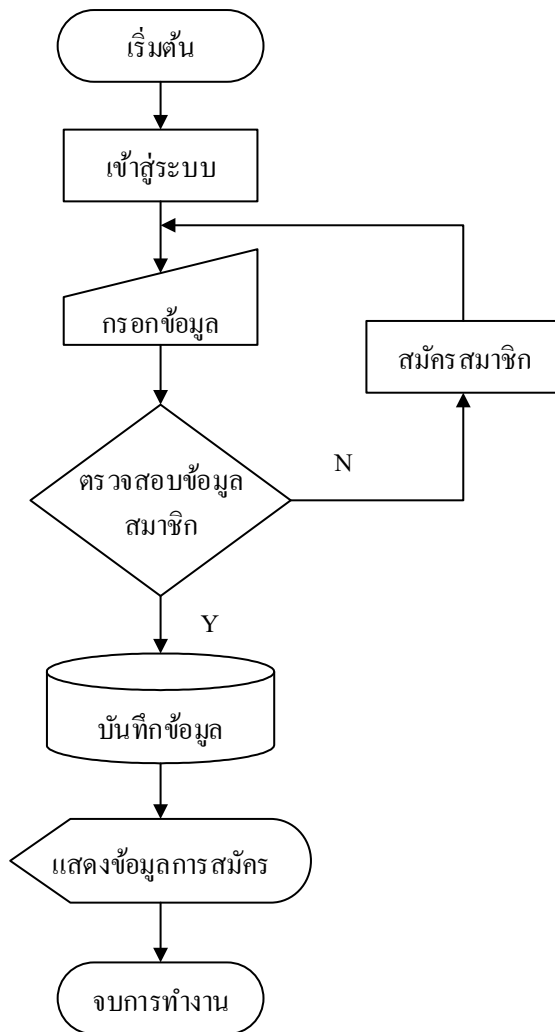 เริ่มต้น
เข้าสู่ระบบ
กรอกข้อมูล
สมัครสมาชิก
ตรวจสอบข้อมูล
สมาชิก
N
Y
บันทึกข้อมูล
แสดงข้อมูลการสมัคร
จบการทำงาน